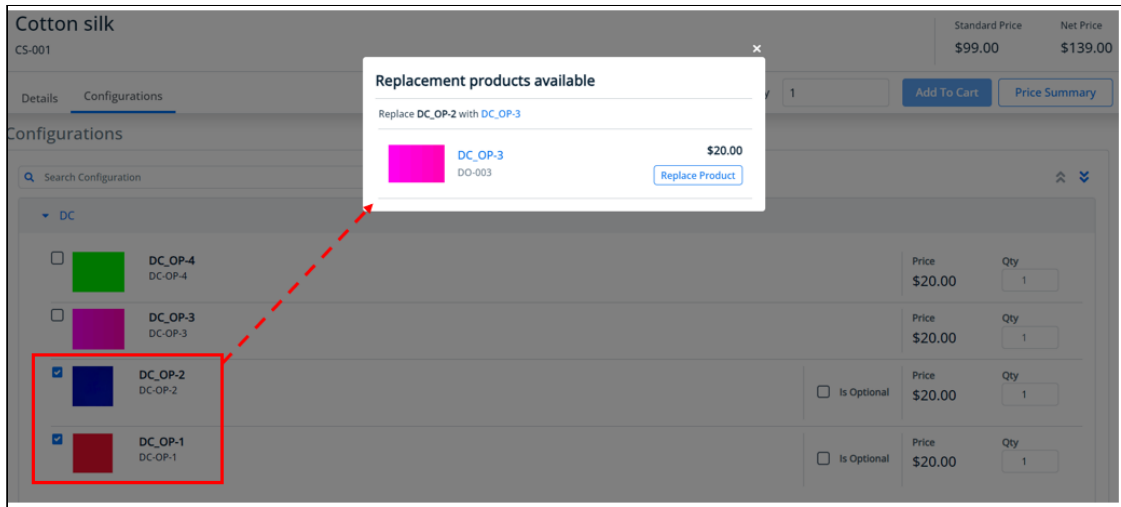 Cotton silk
CS-001
Standard Price
Net Price
$99.00
$139.00
Details
Configurations
y
1
Add To Cart
Price Summary
Configurations
Search Configuration
Replacement products available
Replace DC_OP-2 with DC_OP-3
DC_OP-3
DO-003
$20.00
Replace Product
DC
DC_OP-4
DC-OP-4
Price
$20.00
Qty
1
DC_OP-3
DC-OP-3
Price
$20.00
Qty
1
DC_OP-2
DC-OP-2
Is Optional
Price
$20.00
Qty
1
DC_OP-1
DC-OP-1
Is Optional
Price
$20.00
Qty
1